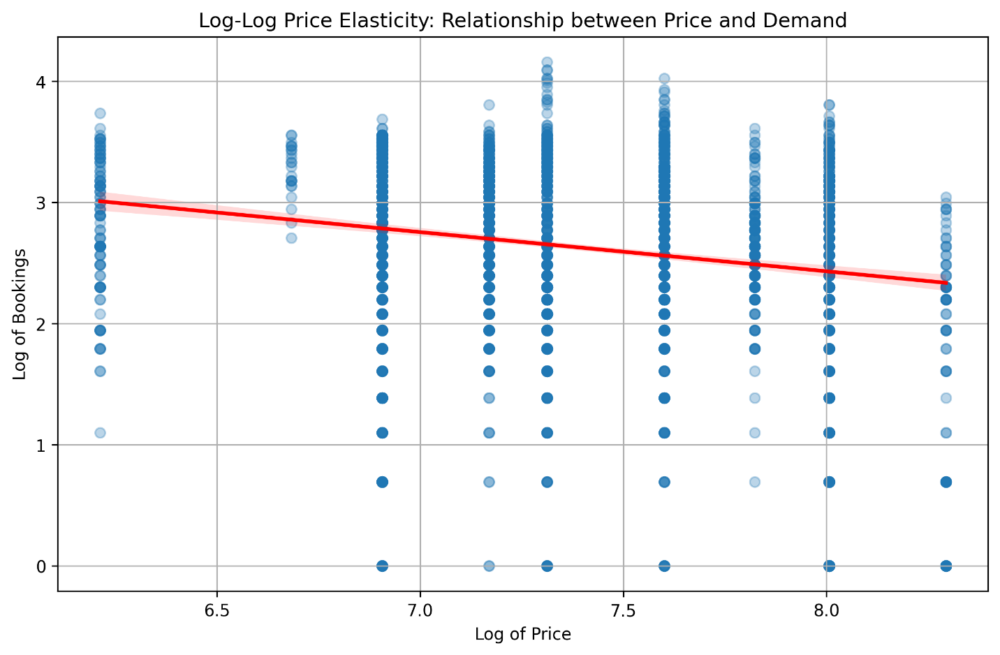 Log-Log Price Elasticity: Relationship between Price and Demand
4
3
2
1
0
Log of Bookings
6.5 7.0 7.5 8.0
Log of Price